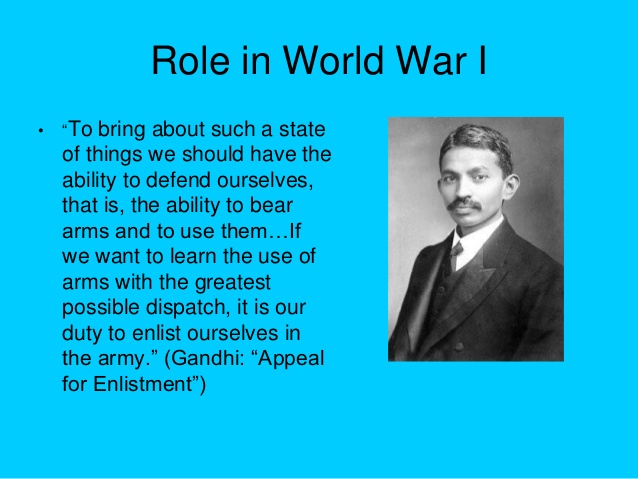 Role in World War I
• “To bring about such a state
of things we should have the
ability to defend ourselves,
that is, the ability to bear
arms and to use them…If
we want to learn the use of
arms with the greatest
possible dispatch, it is our
duty to enlist ourselves in
the army.” (Gandhi: “Appeal
for Enlistment”)